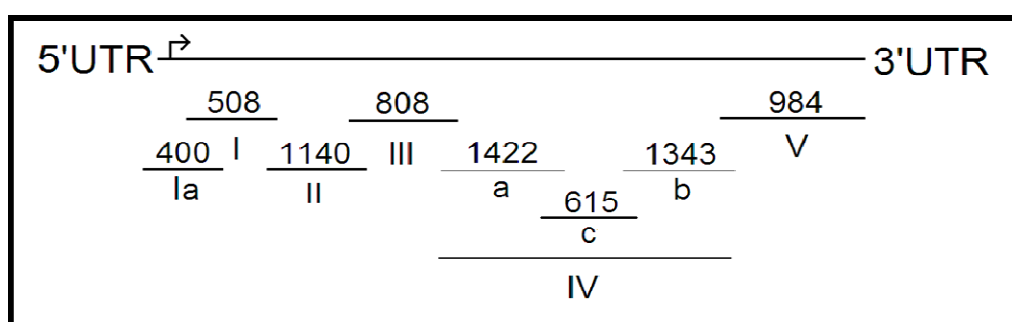 5'UTR 3'UTR
508 808 984
I III V
400 1140 1422 1343
Ia II a b
615
c
IV